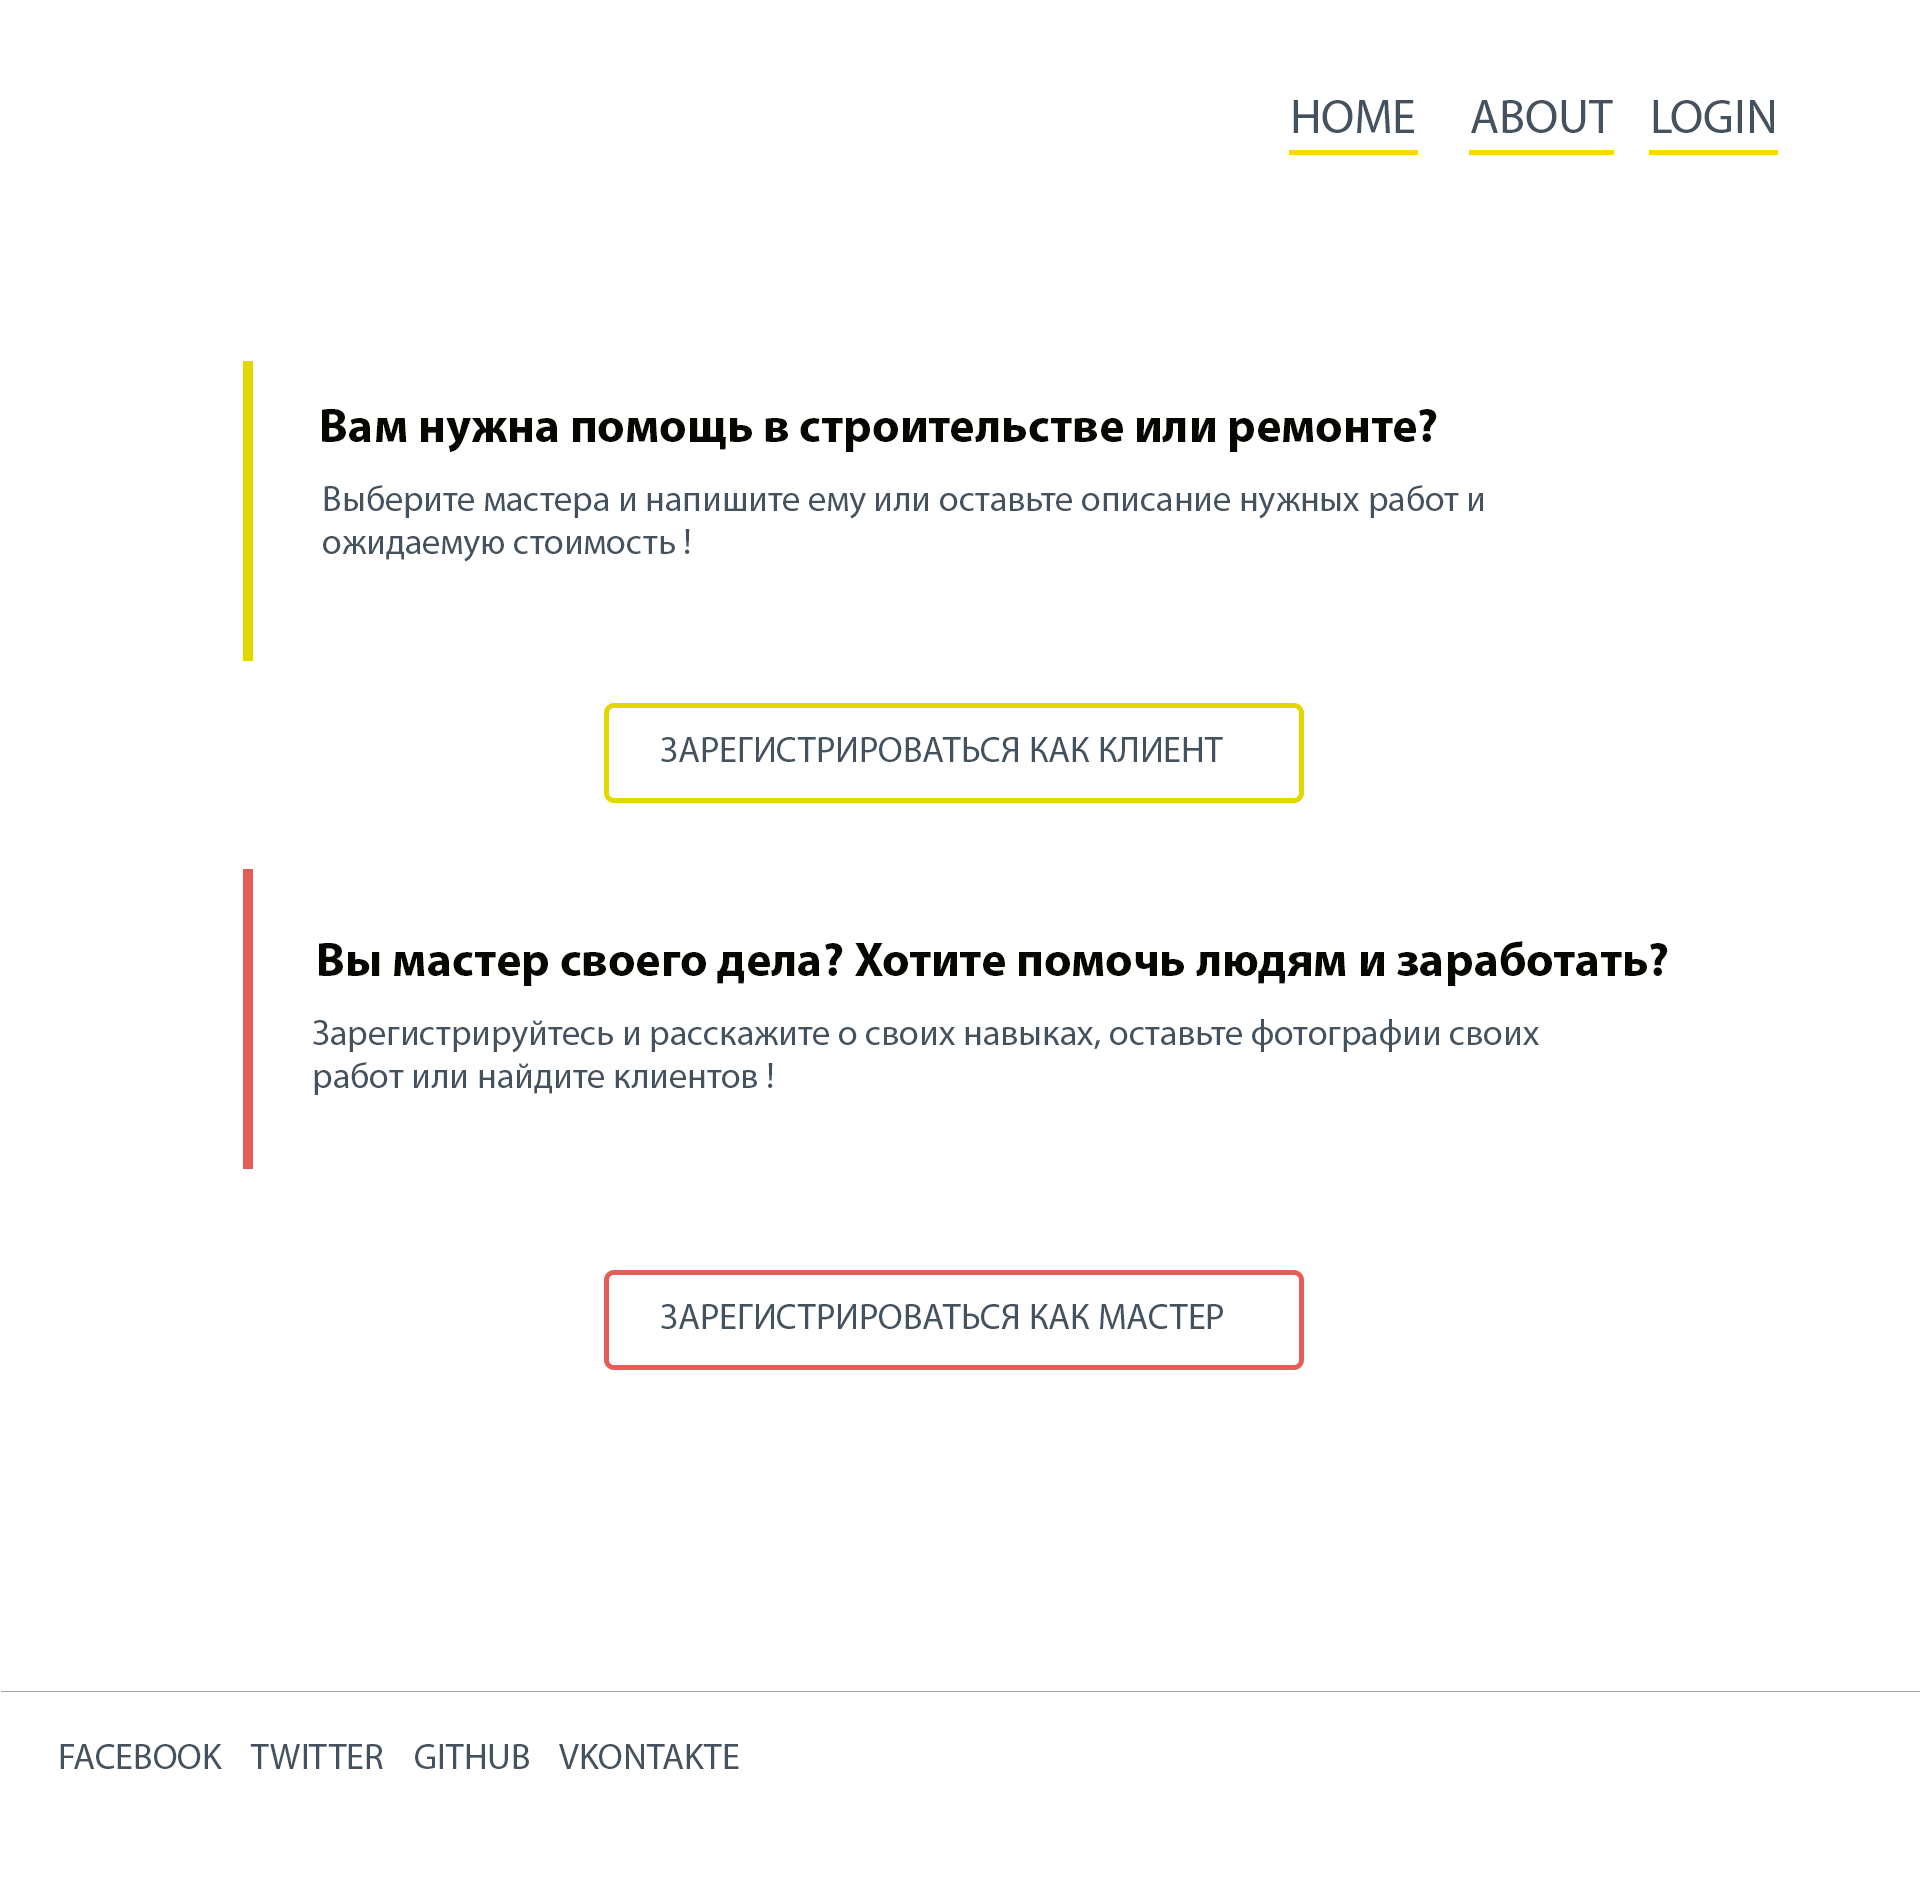 HOME ABOUT LOGIN
Вам нужна помощь в строительстве или ремонте?
Выберите мастера и напишите ему или оставьте описание нужных работ и
ожидаемую стоимость !
ЗАРЕГИСТРИРОВАТЬСЯ КАК КЛИЕНТ
Вы мастер своего дела? Хотите помочь людям и заработать?
Зарегистрируйтесь и расскажите о своих навыках, оставьте фотографии своих
работ или найдите клиентов !
ЗАРЕГИСТРИРОВАТЬСЯ КАК МАСТЕР
FACEBOOK TWITTER GITHUB VKONTAKTE